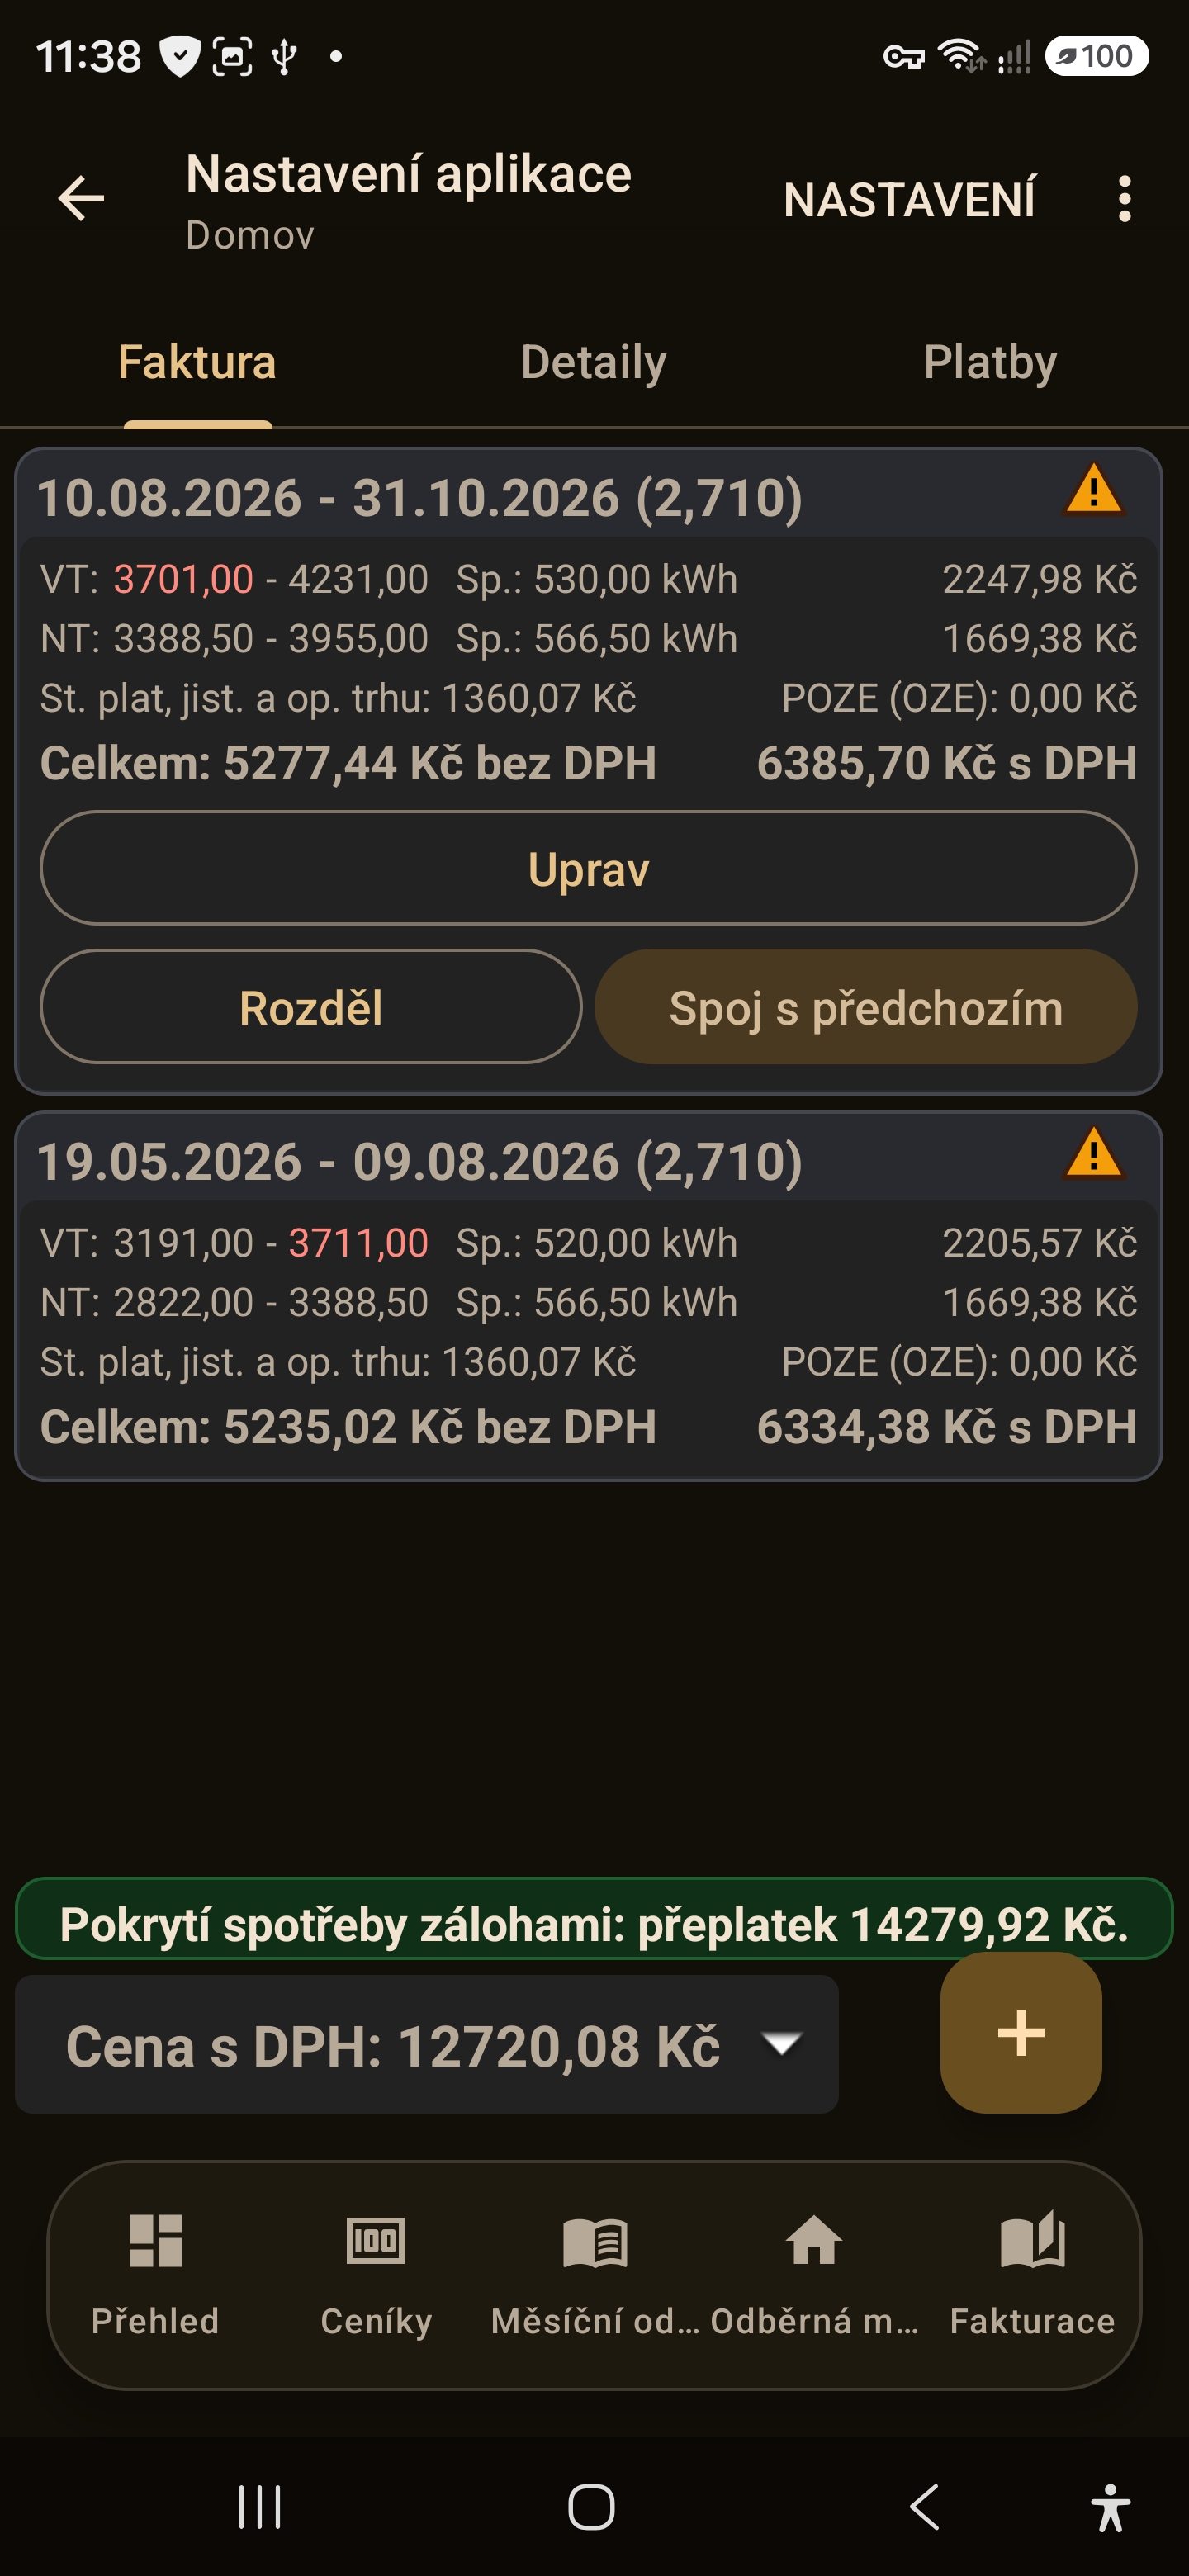 11:38
100
Nastavení aplikace
Domov
NASTAVENÍ
Faktura Detaily Platby
10.08.2026 - 31.10.2026 (2,710)
VT: 3701,00 - 4231,00 Sp.: 530,00 kWh 2247,98 Kč
NT: 3388,50 - 3955,00 Sp.: 566,50 kWh 1669,38 Kč
St. plat, jist. a op. trhu: 1360,07 Kč POZE (OZE): 0,00 Kč
Celkem: 5277,44 Kč bez DPH 6385,70 Kč s DPH
Uprav
Rozděl Spoj s předchozím
19.05.2026 - 09.08.2026 (2,710)
VT: 3191,00 - 3711,00 Sp.: 520,00 kWh 2205,57 Kč
NT: 2822,00 - 3388,50 Sp.: 566,50 kWh 1669,38 Kč
St. plat, jist. a op. trhu: 1360,07 Kč POZE (OZE): 0,00 Kč
Celkem: 5235,02 Kč bez DPH 6334,38 Kč s DPH
Pokrytí spotřeby zálohami: přeplatek 14279,92 Kč.
Cena s DPH: 12720,08 Kč
+
100
Přehled Ceníky Měsíční od… Odběrná m… Fakturace